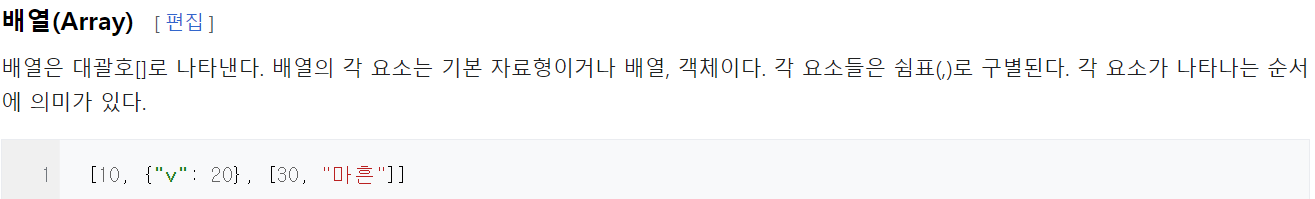 배열(Array) [ 편집 ]
배열은 대괄호[]로 나타낸다. 배열의 각 요소는 기본 자료형이거나 배열, 객체이다. 각 요소들은 쉼표(,)로 구별된다. 각 요소가 나타나는 순서
에 의미가 있다.
1 [10, {"v": 20}, [30, "마흔"]]